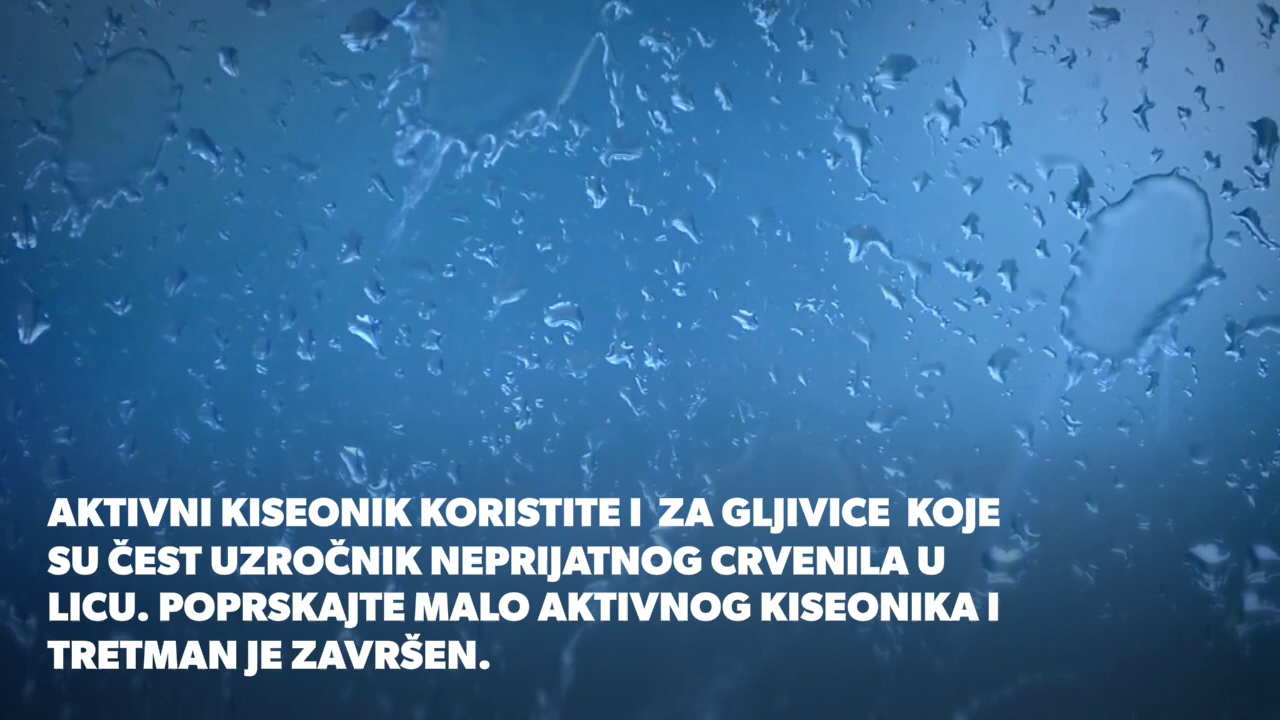 AKTIVNI KISEONIK KORISTITE I  ZA GLJIVICE  KOJE
SU ČEST UZROČNIK NEPRIJATNOG CRVENILA U
LICU. POPRSKAJTE MALO AKTIVNOG KISEONIKA I
TRETMAN JE ZAVRŠEN.